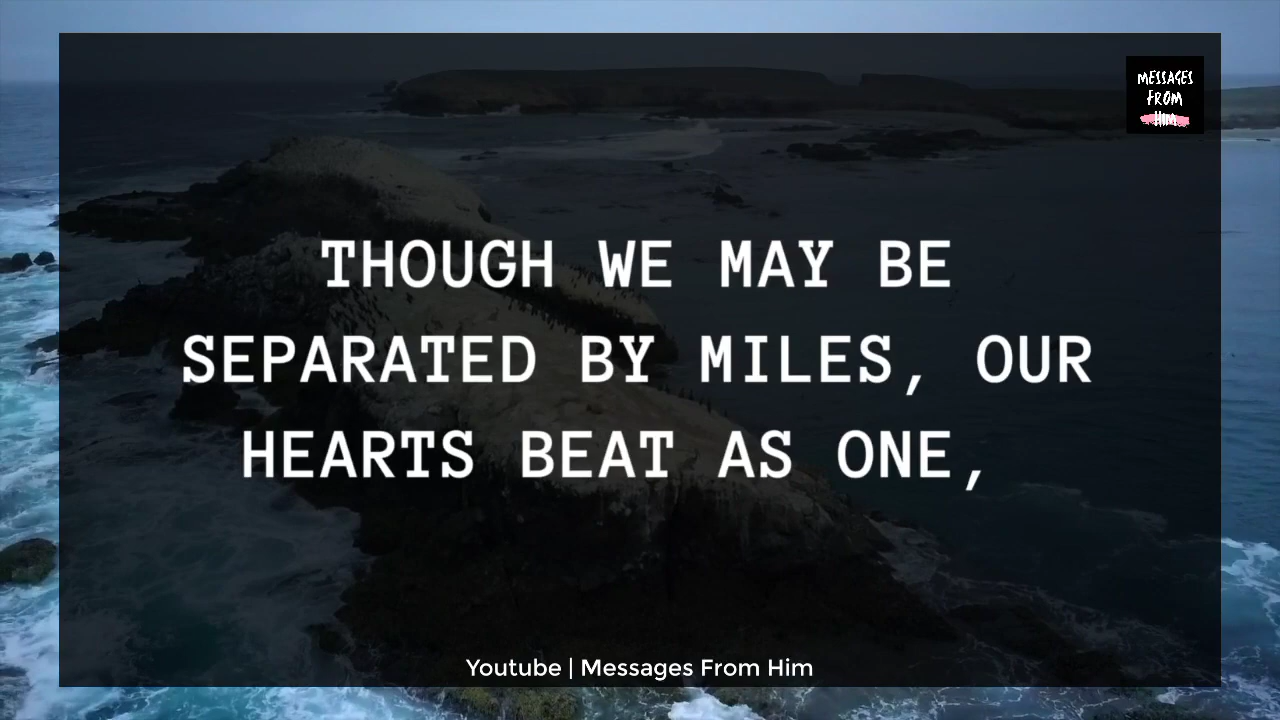 MESSAGES
FROM
HIM
THOUGH WE MAY BE
SEPARATED BY MILES, OUR
HEARTS BEAT AS ONE,
Youtube | Messages From Him